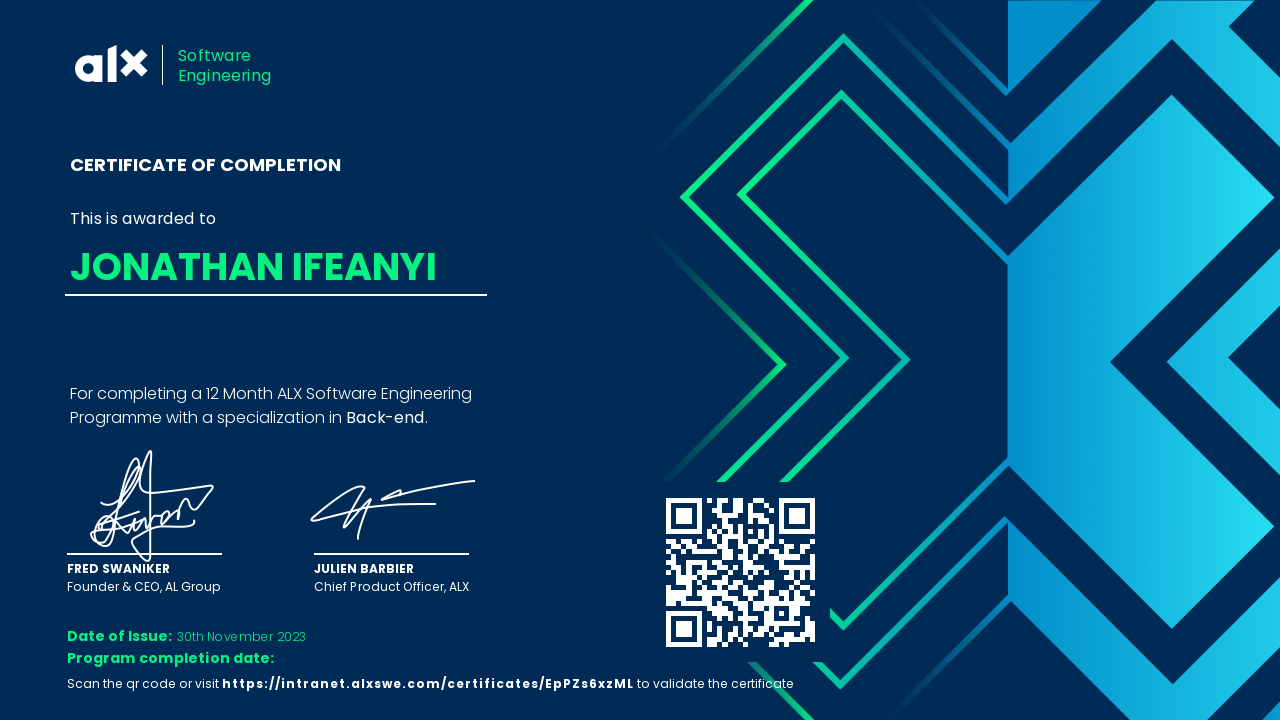 alx
Software
Engineering
CERTIFICATE OF COMPLETION
This is awarded to
JONATHAN IFEANYI
For completing a 12 Month ALX Software Engineering
Programme with a specialization in Back-end.
FRED SWANIKER
Founder & CEO, AL Group
JULIEN BARBIER
Chief Product Officer, ALX
Date of Issue: 30th November 2023
Program completion date:
Scan the qr code or visit https://intranet.alxswe.com/certificates/EpPZs6xzML to validate the certificate